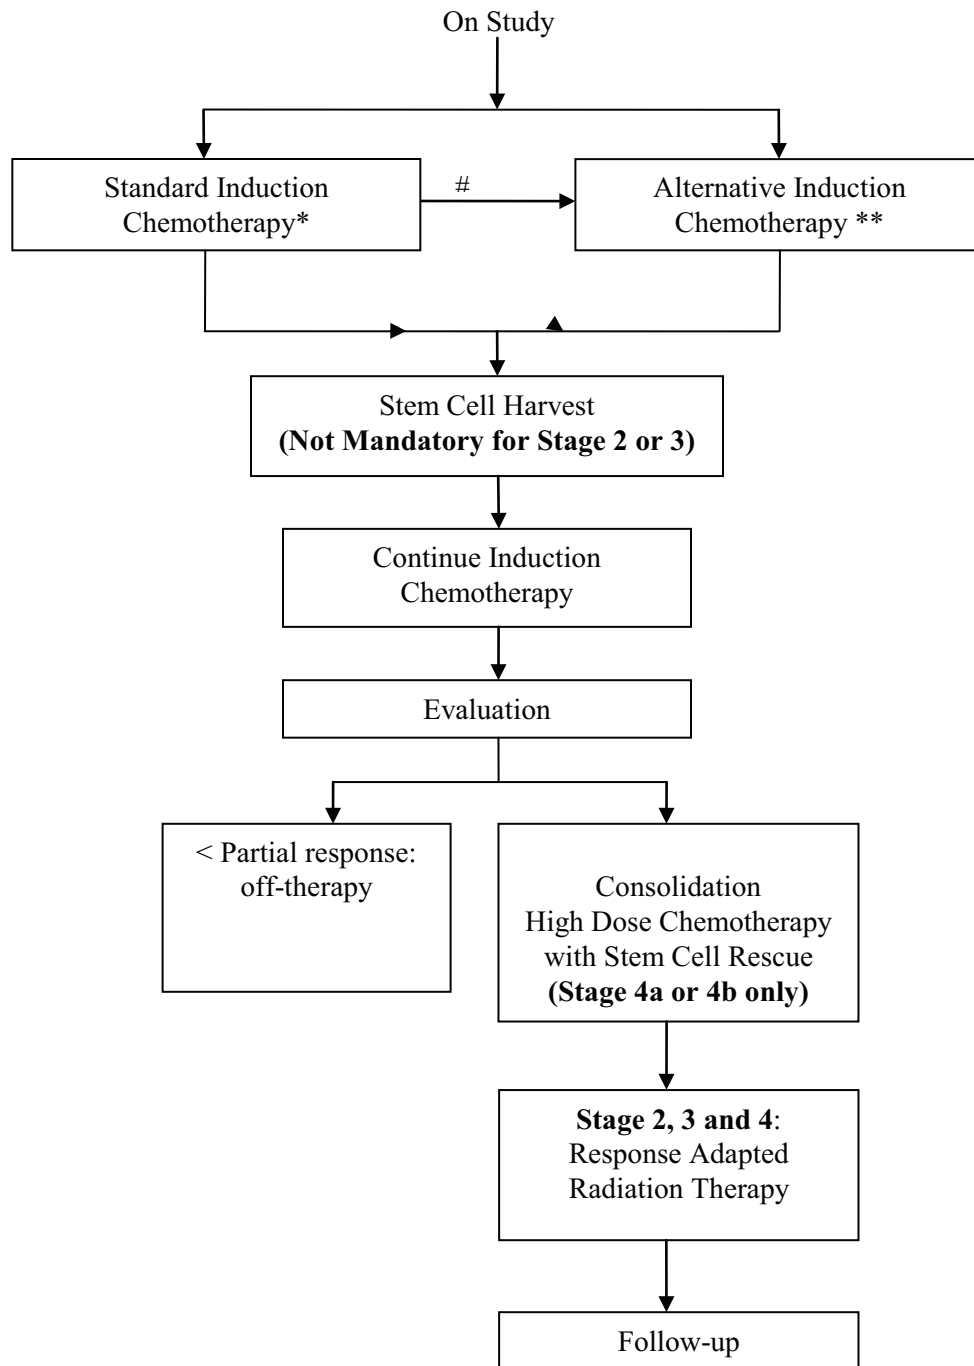 On Study
Standard Induction
Chemotherapy*
#
Alternative Induction
Chemotherapy **
Stem Cell Harvest
(Not Mandatory for Stage 2 or 3)
Continue Induction
Chemotherapy
Evaluation
< Partial response:
off-therapy
Consolidation
High Dose Chemotherapy
with Stem Cell Rescue
(Stage 4a or 4b only)
Stage 2, 3 and 4:
Response Adapted
Radiation Therapy
Follow-up